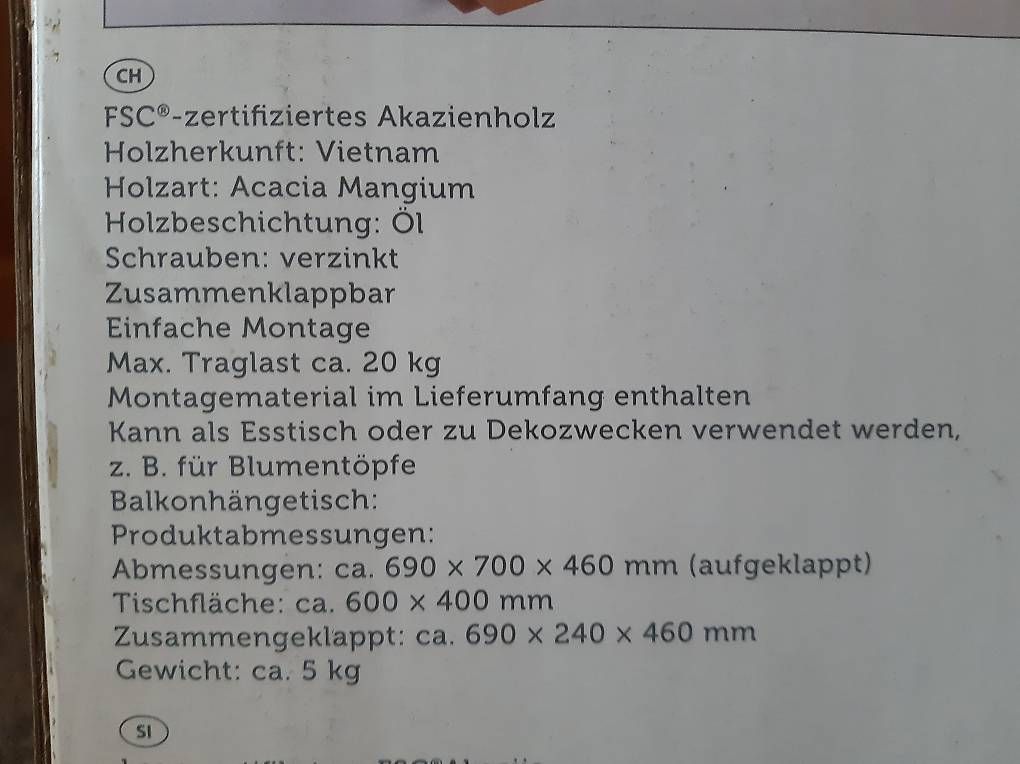 CH
FSC®-zertifiziertes Akazienholz
Holzherkunft: Vietnam
Holzart: Acacia Mangium
Holzbeschichtung: Öl
Schrauben: verzinkt
Zusammenklappbar
Einfache Montage
Max. Traglast ca. 20 kg
Montagematerial im Lieferumfang enthalten
Kann als Esstisch oder zu Dekozwecken verwendet werden,
z. B. für Blumentöpfe
Balkonhängetisch:
Produktabmessungen:
Abmessungen: ca. 690 × 700 × 460 mm (aufgeklappt)
Tischfläche: ca. 600 × 400 mm
Zusammengeklappt: ca. 690 × 240 × 460 mm
Gewicht: ca. 5 kg
SI